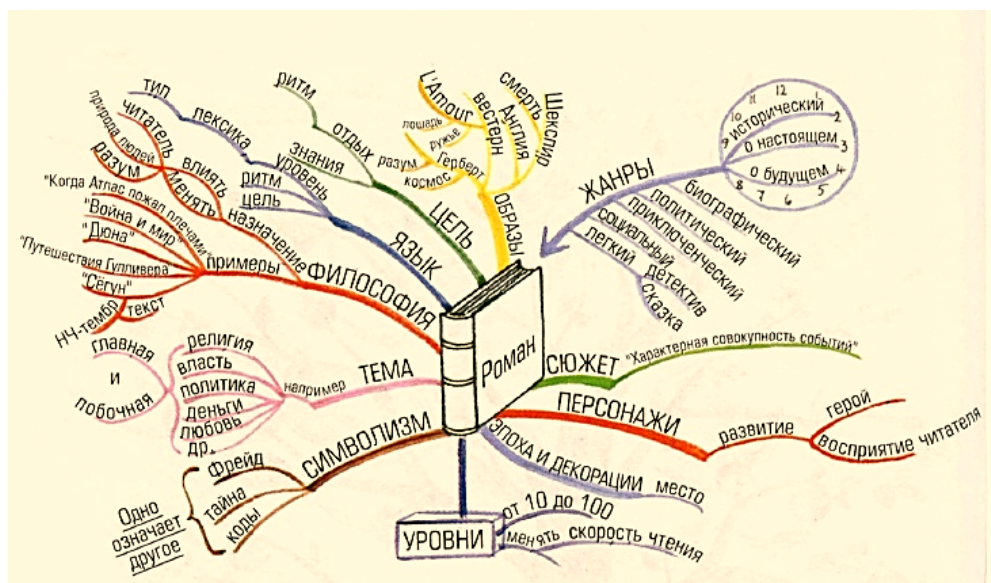 Роман
ЖАНРЫ
12
1
2
3
4
5
6
7
8
9
10
11
исторический
о настоящем
о будущем
биографический
политический
приключенческий
социальный
легкий
детектив
сказка
СЮЖЕТ
"Характерная совокупность событий"
ПЕРСОНАЖИ
развитие
герой
восприятие читателя
ЭПОХА И ДЕКОРАЦИИ
место
УРОВНИ
от 10 до 100
менять скорость чтения
СИМВОЛИЗМ
Фрейд
тайна
коды
Одно
означает
другое
ТЕМА
например
религия
власть
политика
деньги
любовь
др.
главная
и
побочная
ФИЛОСОФИЯ
назначение
влиять
менять
читатель
природа людей
разум
примеры
"Когда Атлас пожал плечами"
"Война и мир"
"Дюна"
"Путешествия Гулливера
"Сёгун"
текст
НЧ-тембр
ЯЗЫК
уровень
ритм
цель
лексика
тип
ЦЕЛЬ
знания
отдых
ритм
ОБРАЗЫ
L'Amour
вестерн
лошадь
ружье
Герберт
разум
космос
Англия
смерть
Шекспир